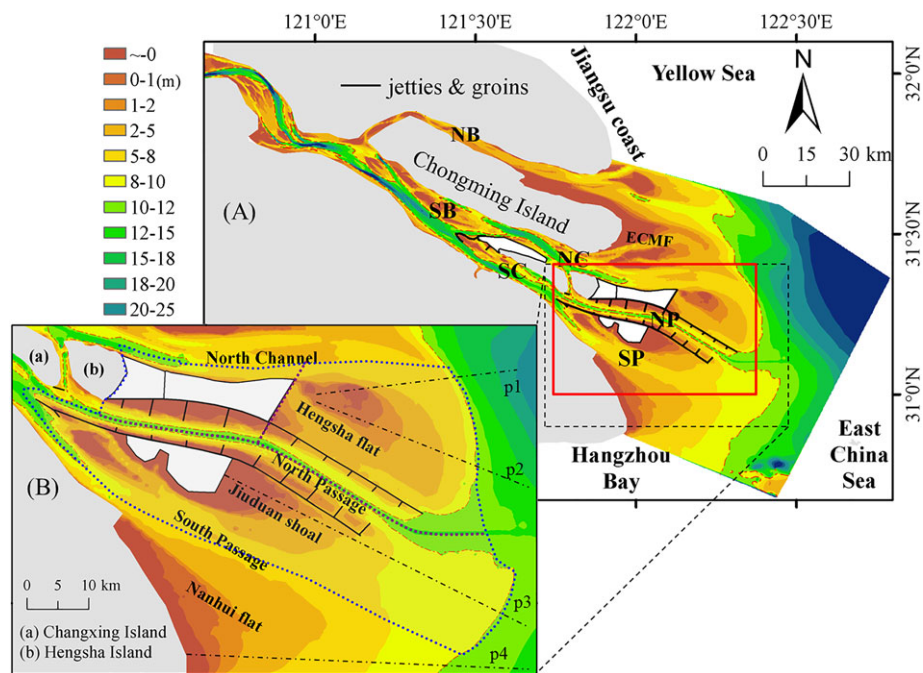 121°0'E
121°30'E
122°0'E
122°30'E
~-0
0-1(m)
1-2
2-5
5-8
8-10
10-12
12-15
15-18
18-20
20-25
jetties & groins
Jiangsu coast
Yellow Sea
N
0 15 30 km
32°0'N
31°30'N
31°0'N
NB
Chongming Island
(A)
SB
ECMF
SC
NC
NP
SP
Hangzhou
Bay
East
China
Sea
(a)
(b)
North Channel
p1
Hengsha flat
p2
(B)
North Passage
Jiuduan shoal
South Passage
Nanhui flat
p3
p4
0 5 10 km
(a) Changxing Island
(b) Hengsha Island